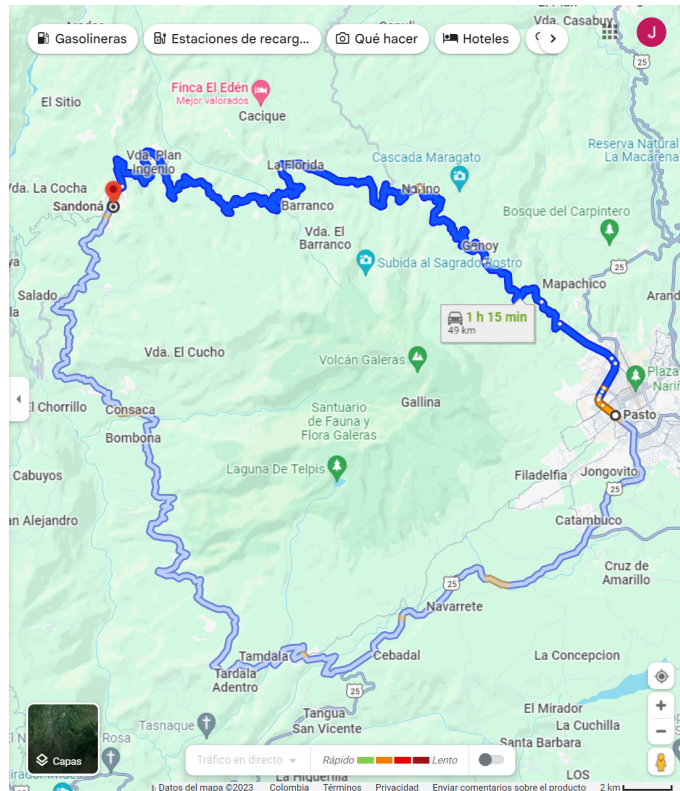 Gasolineras
Estaciones de recarg...
Qué hacer
Hoteles
Vda. Casabuy
J
25
Finca El Edén
Mejor valorados
El Sitio
Cacique
Vda. Plan
Ingenio
La Florida
Cascada Maragato
Reserva Natural
La Macarena
Vda. La Cocha
Sandoná
Barranco
Nariño
Bosque del Carpintero
Vda. El
Barranco
Genoy
Subida al Sagrado Rostro
25
Mapachico
Salado
1 h 15 min
49 km
Vda. El Cucho
Volcán Galeras
Plaza
Gallina
El Chorrillo
Consaca
Santuario
de Fauna y
Flora Galeras
Pasto
Bombona
Laguna De Telpis
Cabuyos
Filadelfia
Jongovito
25
Catambuco
Cruz de
Amarillo
25
Navarrete
Tamdala
Cebadal
La Concepcion
Tardala
Adentro
25
Tangua
San Vicente
El Mirador
La Cuchilla
Santa Barbara
Tasnaque
Rosa
Capas
Tráfico en directo
Rápido
Lento
LOS
Datos del mapa ©2023
Colombia
Términos
Privacidad
Enviar comentarios sobre el producto
2 km